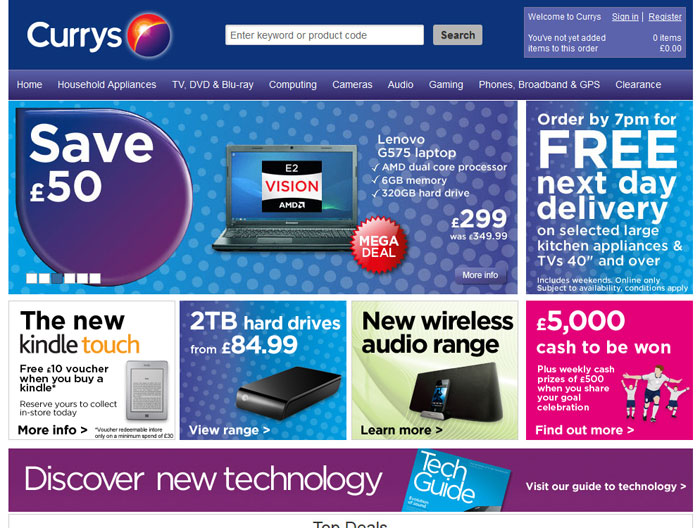 Currys
Enter keyword or product code
Search
Welcome to Currys Sign in | Register
You've not yet added 0 items
items to this order £0.00
Home Household Appliances TV, DVD & Blu-ray Computing Cameras Audio Gaming Phones, Broadband & GPS Clearance
Save
£50
E2
VISION
AMD
Lenovo
G575 laptop
✓ AMD dual core processor
✓ 6GB memory
✓ 320GB hard drive
£299
was £349.99
MEGA
DEAL
More info
Order by 7pm for
FREE
next day
delivery
on selected large
kitchen appliances &
TVs 40" and over
Includes weekends. Online only
Subject to availability, conditions apply
The new
kindle touch
Free £10 voucher
when you buy a
kindle*
Reserve yours to collect
in-store today
More info >
*Voucher redeemable intore
only on a minimum spend of £30
2TB hard drives
from £84.99
View range >
New wireless
audio range
Learn more >
£5,000
cash to be won
Plus weekly cash
prizes of £500
when you share
your goal
celebration
Find out more >
Discover new technology
Tech
Guide
Evolution
of sound
Visit our guide to technology >
Top Deals